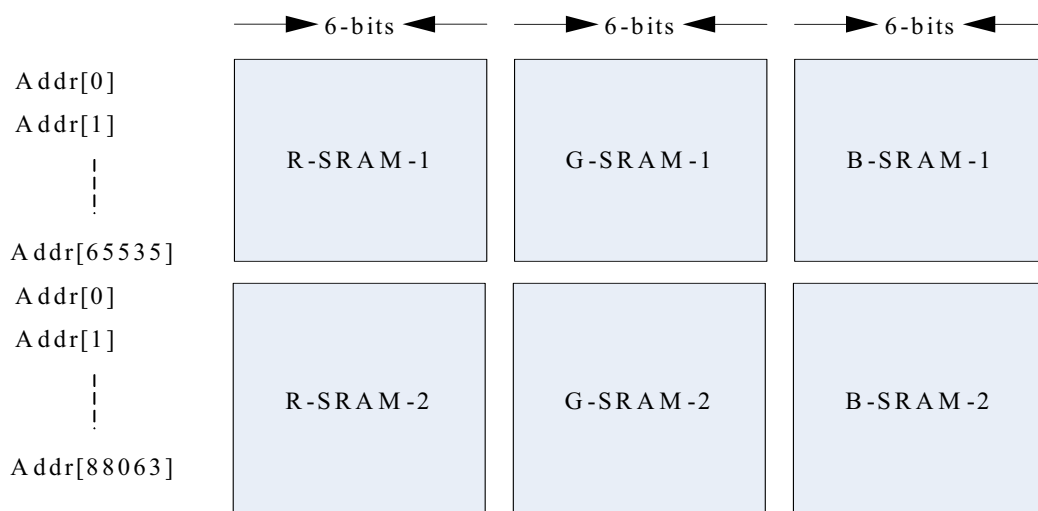 6-bits 6-bits 6-bits
Addr[0]
Addr[1]
R-SRAM-1 G-SRAM-1 B-SRAM-1
Addr[65535]
Addr[0]
Addr[1]
R-SRAM-2 G-SRAM-2 B-SRAM-2
Addr[88063]